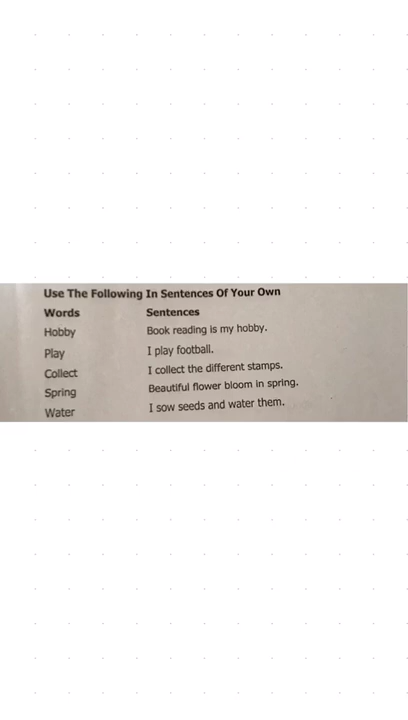 Use The Following In Sentences Of Your Own
Words Sentences
Hobby Book reading is my hobby.
Play I play football.
Collect I collect the different stamps.
Spring Beautiful flower bloom in spring.
Water I sow seeds and water them.